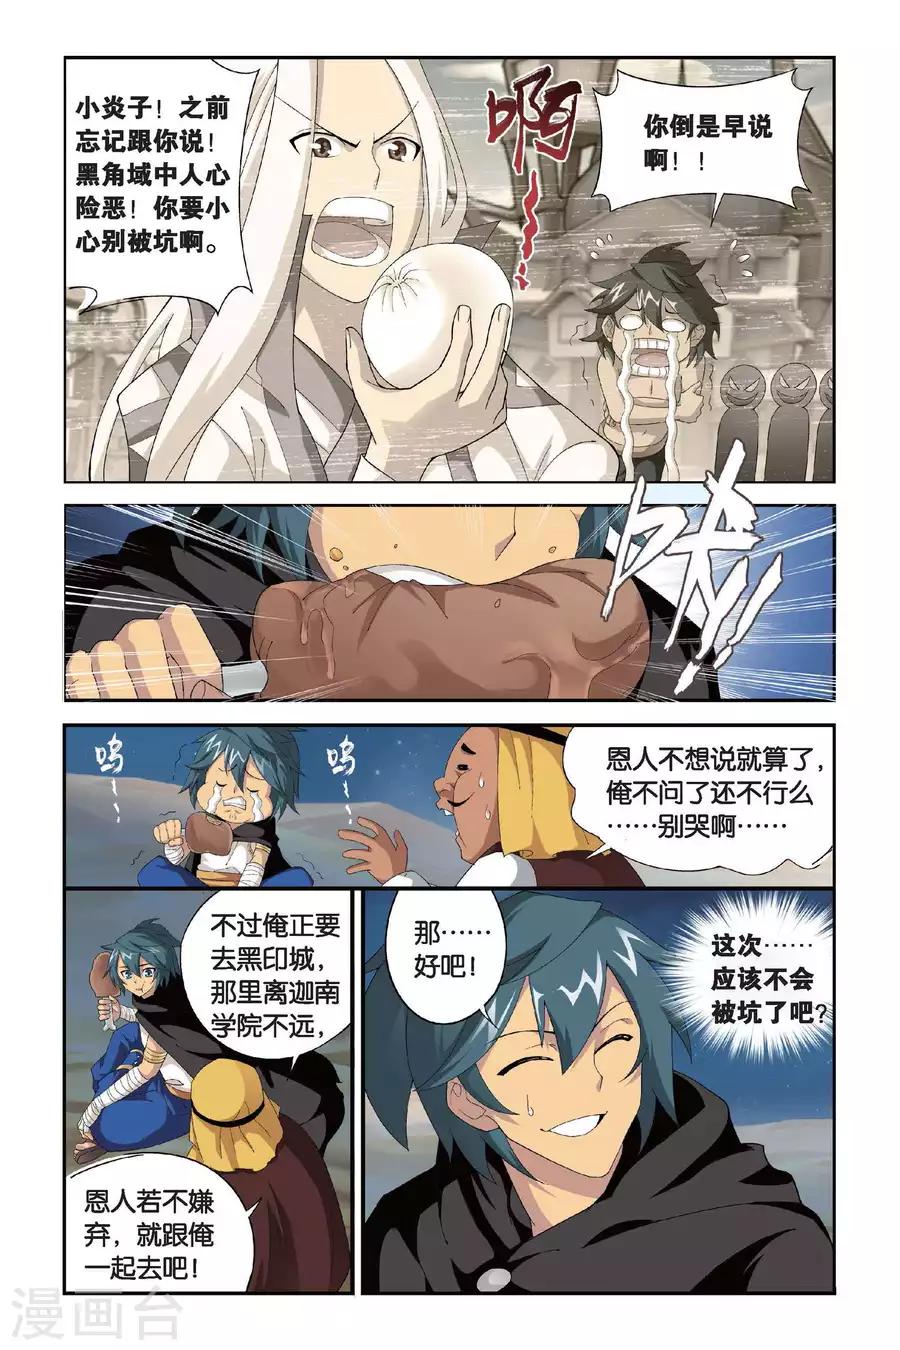 小炎子！之前
忘记跟你说！
黑角域中人心
险恶！你要小
心别被坑啊。
啊
你倒是早说
啊！！
呜
呜
恩人不想说就算了，
俺不问了还不行么
……别哭啊……
不过俺正要
去黑印城，
那里离迦南
学院不远，
恩人若不嫌
弃，就跟俺
一起去吧！
那……
好吧！
这次……
应该不会
被坑了吧？
漫画台